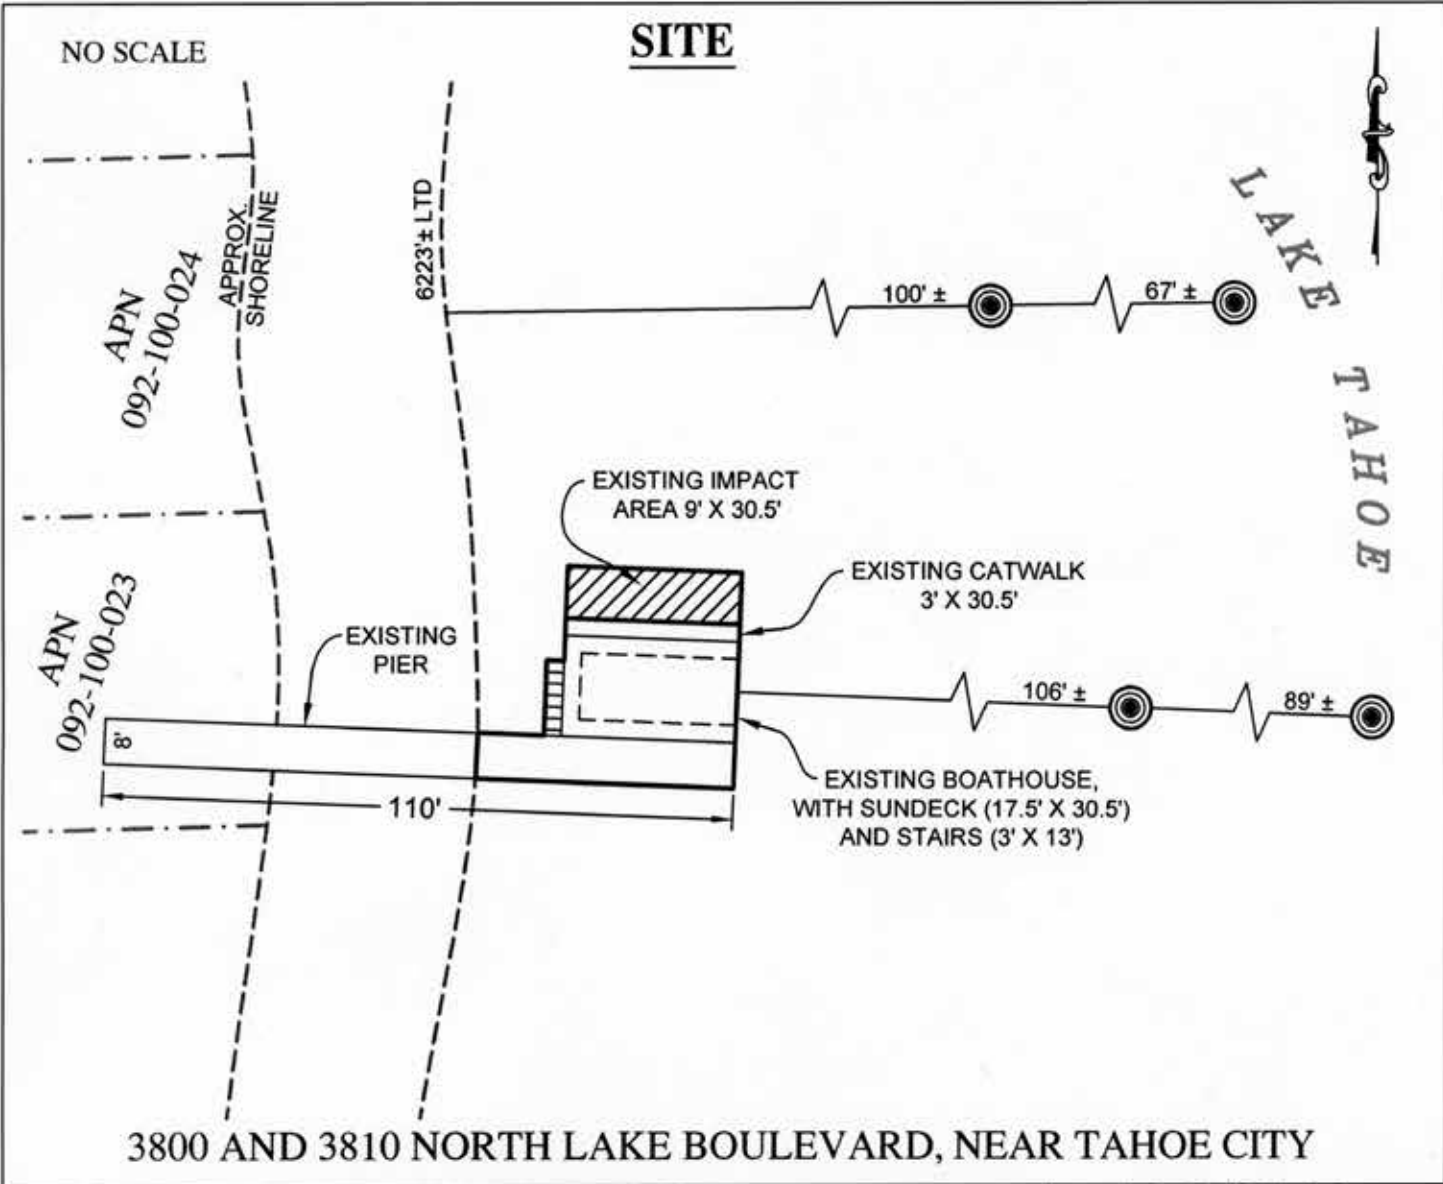 NO SCALE
SITE
APPROX.
SHORELINE
6223'± LTD
APN
092-100-024
100' ±
67' ±
LAKE TAHOE
EXISTING IMPACT
AREA 9' X 30.5'
EXISTING CATWALK
3' X 30.5'
APN
092-100-023
EXISTING
PIER
8'
110'
106' ±
89' ±
EXISTING BOATHOUSE,
WITH SUNDECK (17.5' X 30.5')
AND STAIRS (3' X 13')
3800 AND 3810 NORTH LAKE BOULEVARD, NEAR TAHOE CITY